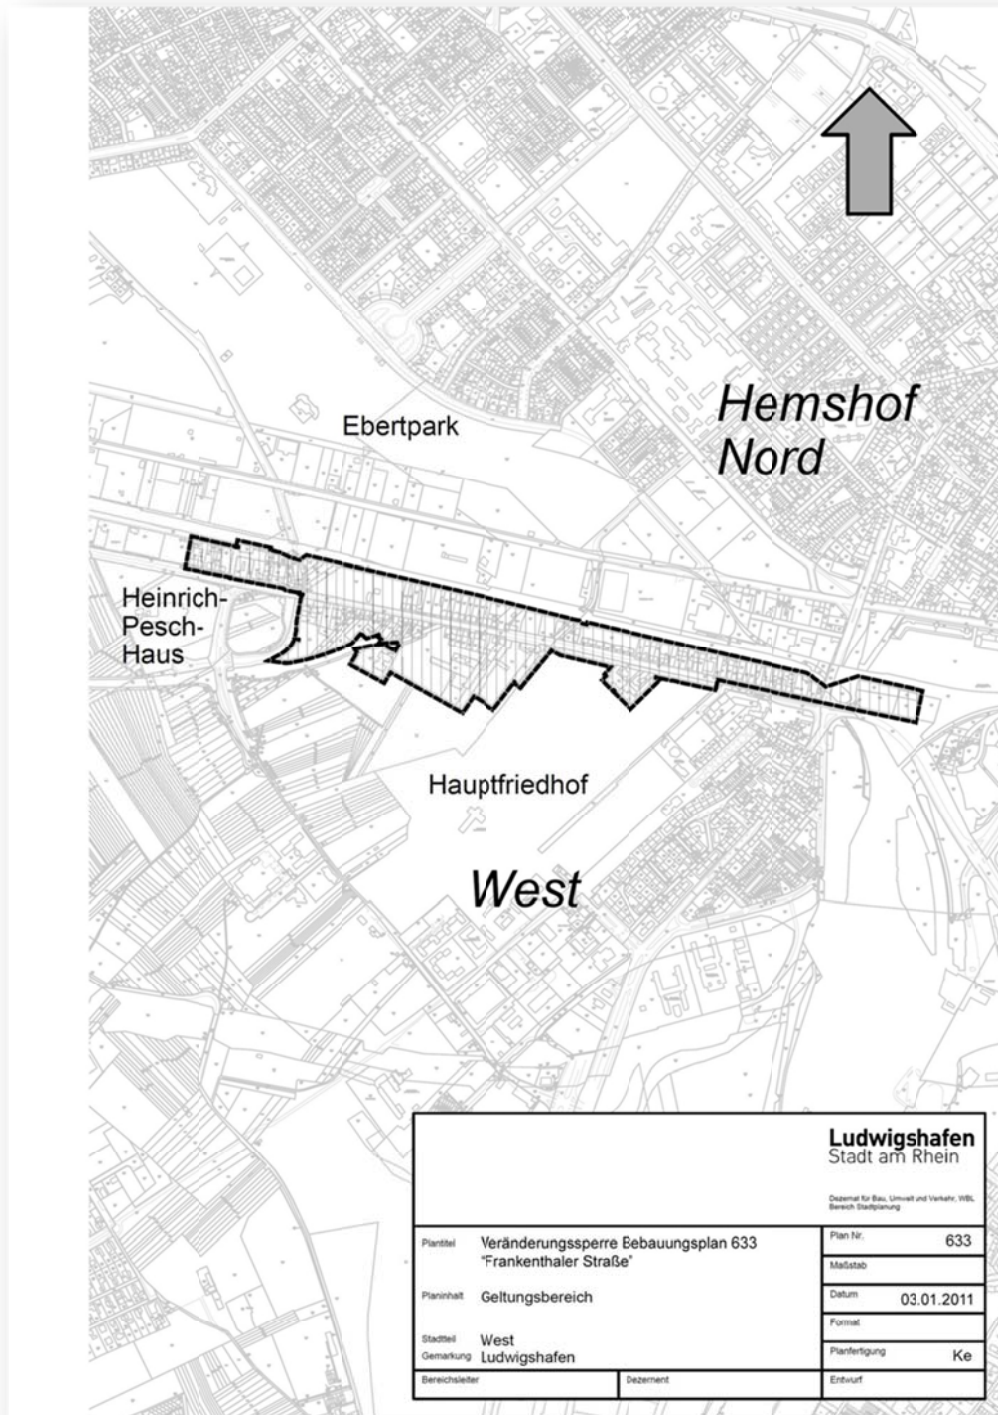 Hemshof
Nord
Ebertpark
Heinrich-
Pesch-
Haus
Hauptfriedhof
West
Ludwigshafen
Stadt am Rhein
Dezernat für Bau, Umwelt und Verkehr, WBL
Bereich Stadtplanung
Plantitel Veränderungssperre Bebauungsplan 633
"Frankenthaler Straße"
Planinhalt Geltungsbereich
Stadtteil West
Gemarkung Ludwigshafen
Plan Nr. 633
Maßstab
Datum 03.01.2011
Format
Planfertigung Ke
Bereichsleiter
Dezernent
Entwurf